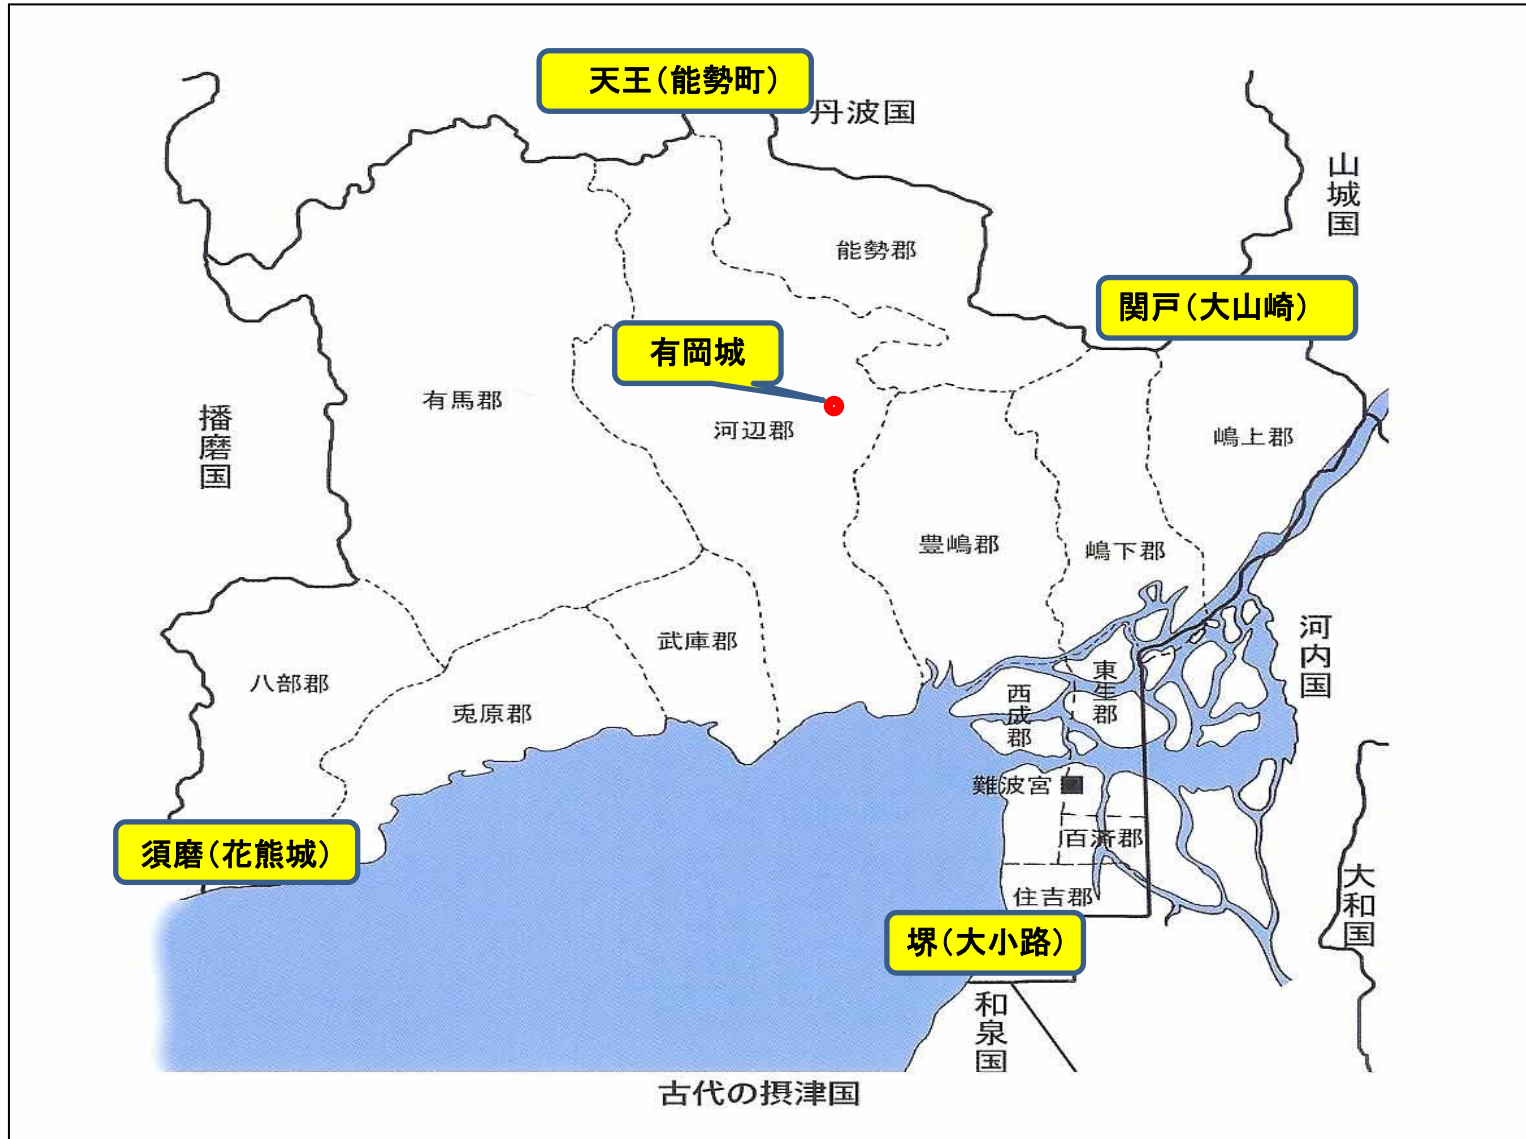 天王（能勢町）
丹波国
山城国
能勢郡
関戸（大山崎）
有岡城
有馬郡
播磨国
河辺郡
嶋上郡
豊嶋郡
嶋下郡
武庫郡
河内国
八部郡
兎原郡
東生郡
西成郡
難波宮
百済郡
須磨（花熊城）
住吉郡
大和国
堺（大小路）
和泉国
古代の摂津国